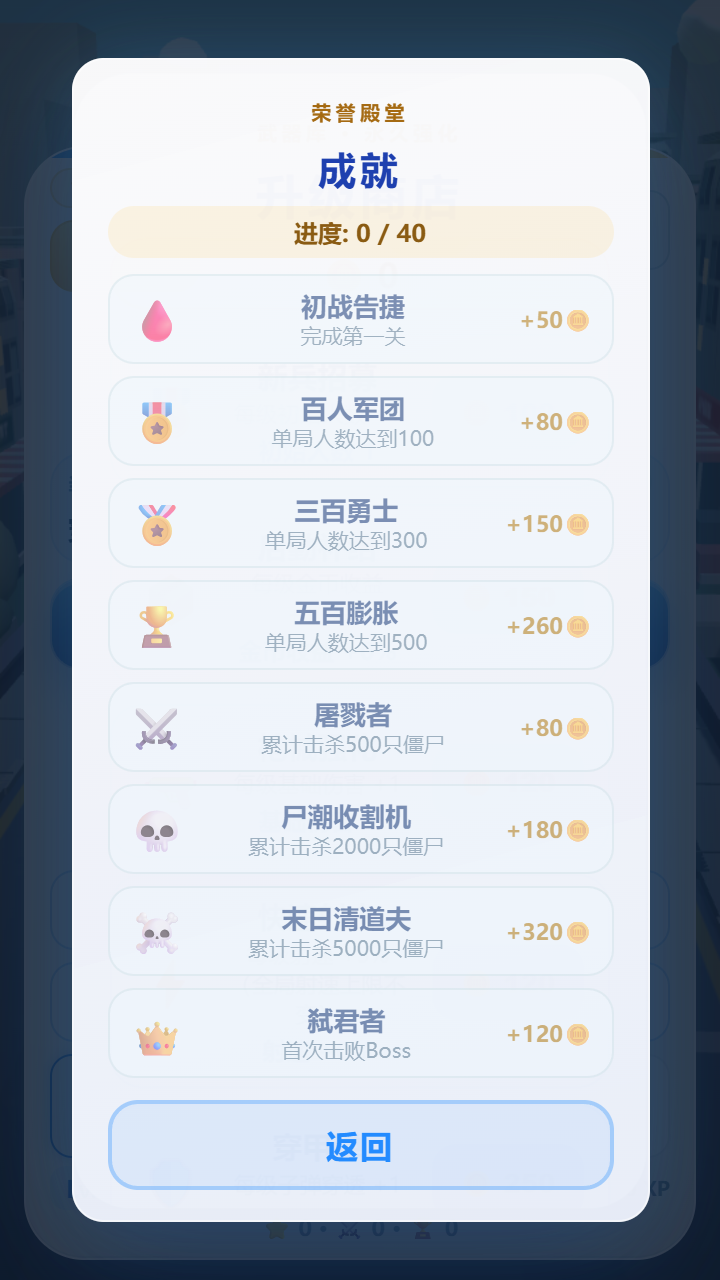 荣誉殿堂
成就
进度: 0 / 40
初战告捷
完成第一关
+50
百人军团
单局人数达到100
+80
三百勇士
单局人数达到300
+150
五百膨胀
单局人数达到500
+260
屠戮者
累计击杀500只僵尸
+80
尸潮收割机
累计击杀2000只僵尸
+180
末日清道夫
累计击杀5000只僵尸
+320
弑君者
首次击败Boss
+120
返回
XP
0 · 0 · 0